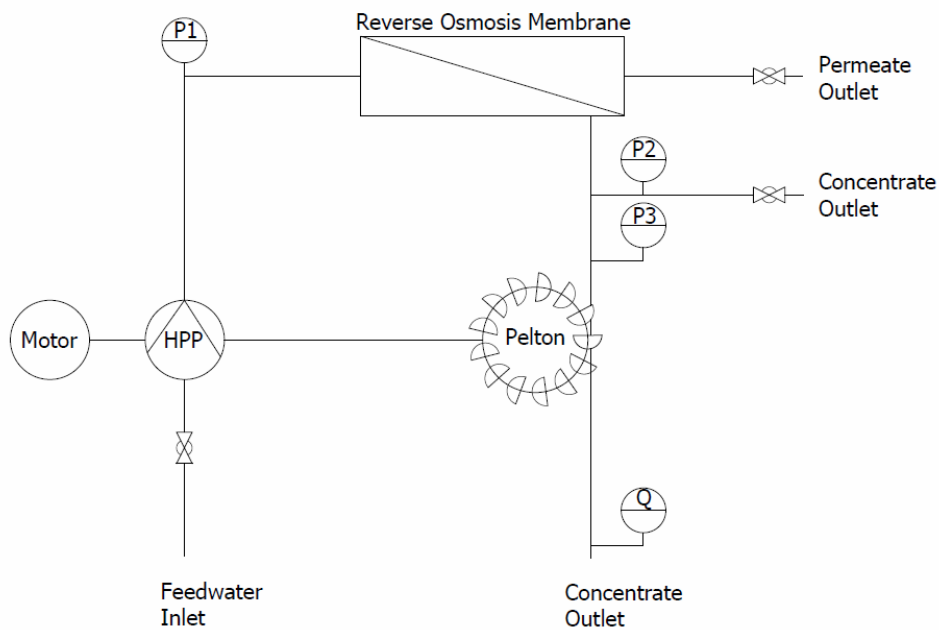 Reverse Osmosis Membrane
P1
Permeate
Outlet
P2
Concentrate
Outlet
P3
Motor
HPP
Pelton
Q
Feedwater
Inlet
Concentrate
Outlet